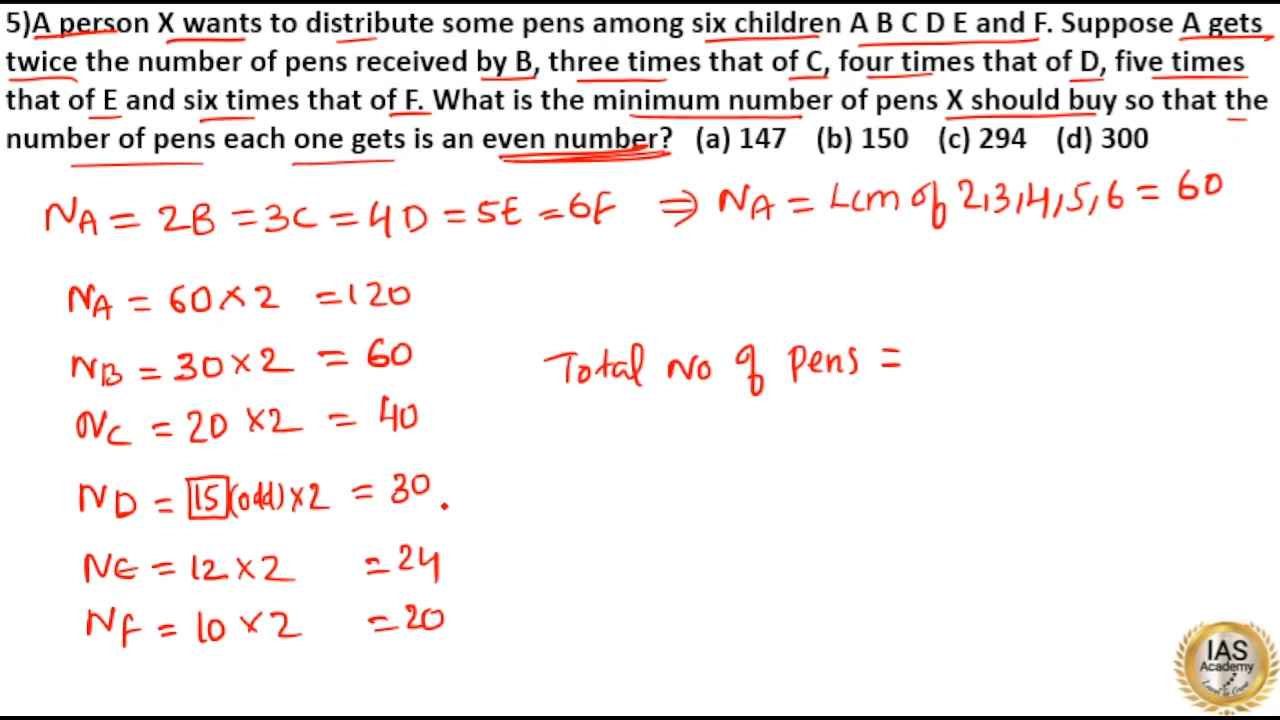 5)A person X wants to distribute some pens among six children A B C D E and F. Suppose A gets
twice the number of pens received by B, three times that of C, four times that of D, five times
that of E and six times that of F. What is the minimum number of pens X should buy so that the
number of pens each one gets is an even number? (a) 147 (b) 150 (c) 294 (d) 300
NA = 2B = 3C = 4D = 5E = 6F ⇒ NA = Lcm of 2,3,4,5,6 = 60
NA = 60 × 2 = 120
NB = 30 × 2 = 60
Total No of pens =
NC = 20 × 2 = 40
ND = 15 (odd) × 2 = 30
NE = 12 × 2 = 24
NF = 10 × 2 = 20
IAS
Academy